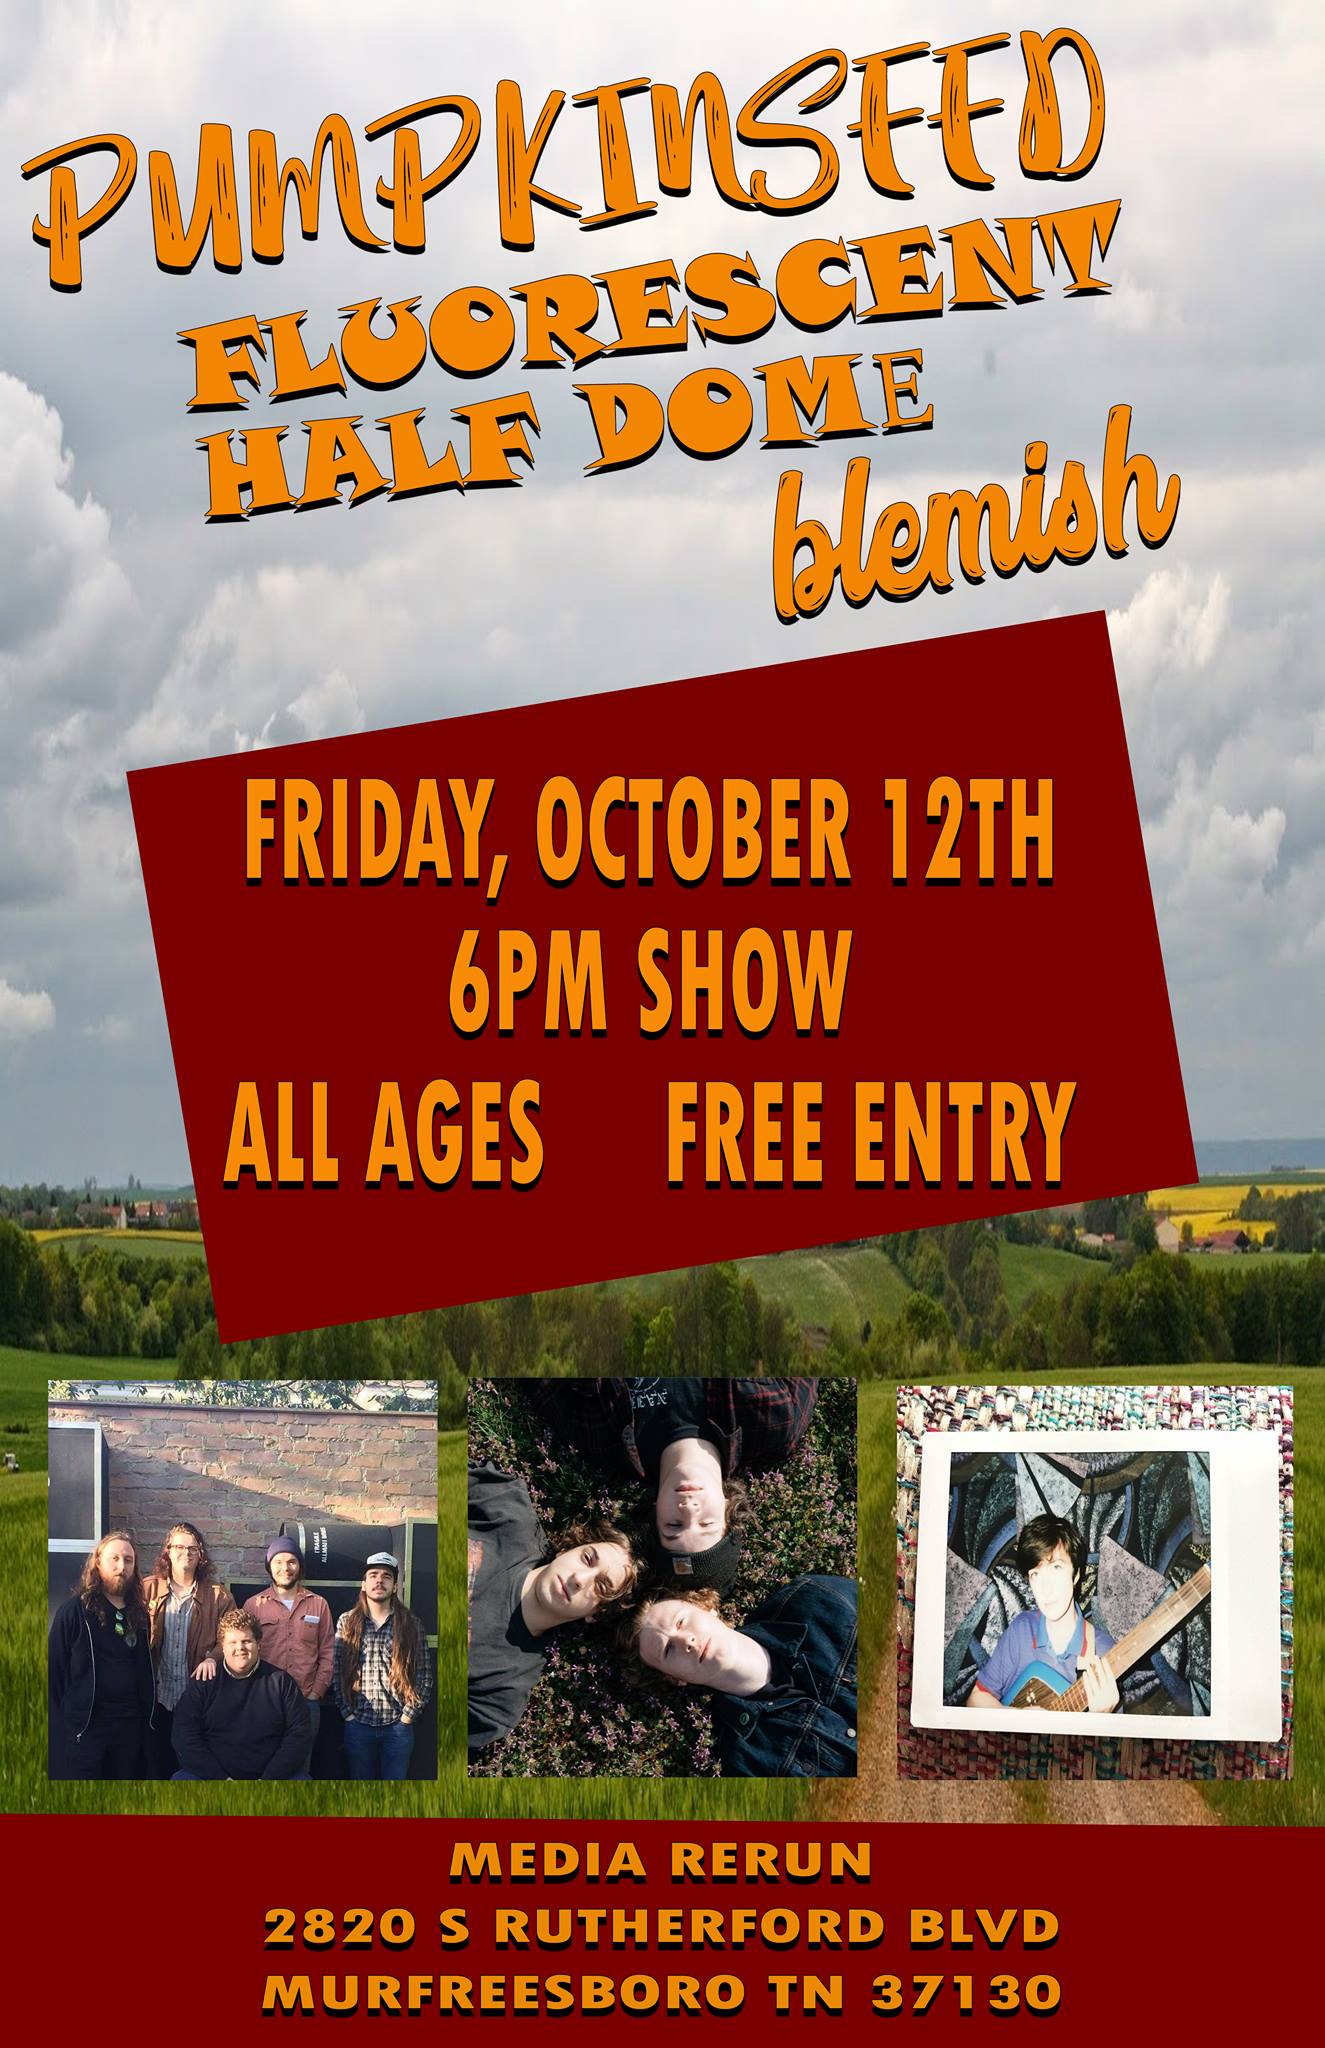 PUMPKINSEED
FLUORESCENT
HALF DOME
blemish
FRIDAY, OCTOBER 12TH
6PM SHOW
ALL AGES FREE ENTRY
MEDIA RERUN
2820 S RUTHERFORD BLVD
MURFREESBORO TN 37130